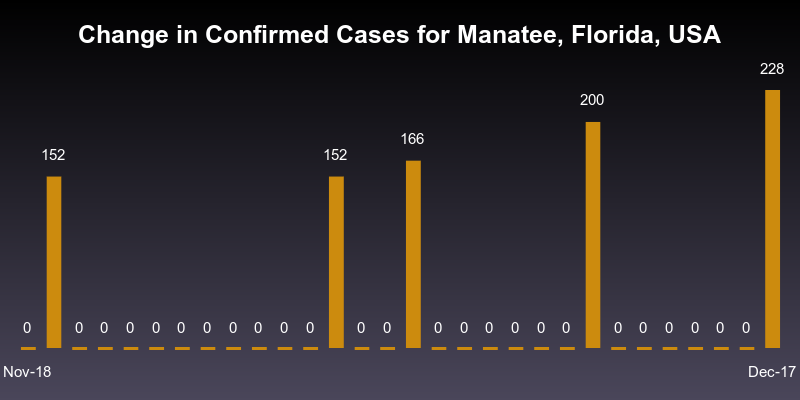 Change in Confirmed Cases for Manatee, Florida, USA
228
200
166
152 152
0 0 0 0 0 0 0 0 0 0 0 0 0 0 0 0 0 0 0 0 0 0 0 0 0
Nov-18 Dec-17